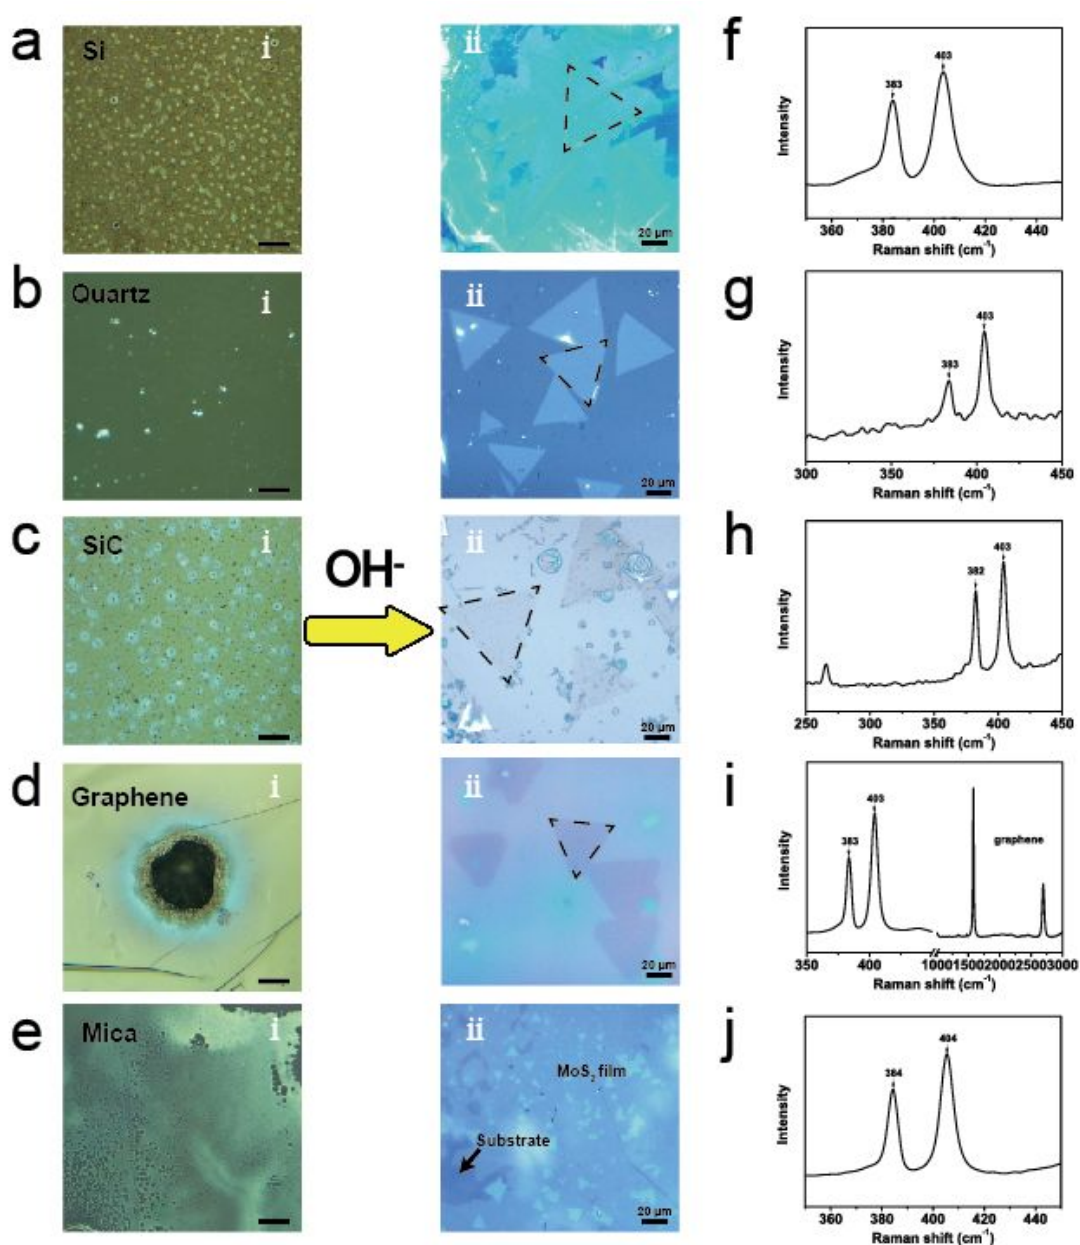 a
Si
i
ii
20 μm
f
383
403
Intensity
360 380 400 420 440
Raman shift (cm⁻¹)
b
Quartz
i
ii
20 μm
g
383
403
Intensity
300 350 400 450
Raman shift (cm⁻¹)
c
SiC
i
OH-
ii
20 μm
h
382
403
Intensity
250 300 350 400 450
Raman shift (cm⁻¹)
d
Graphene
i
ii
20 μm
i
383
403
graphene
Intensity
350 400 1000 1500 2000 2500 3000
Raman shift (cm⁻¹)
e
Mica
i
ii
MoS₂ film
Substrate
20 μm
j
384
404
Intensity
360 380 400 420 440
Raman shift (cm⁻¹)